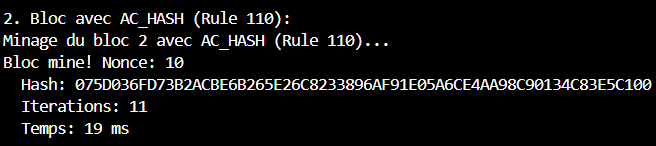 2. Bloc avec AC_HASH (Rule 110):
Minage du bloc 2 avec AC_HASH (Rule 110)...
Bloc mine! Nonce: 10
Hash: 075D036FD73B2ACBE6B265E26C8233896AF91E05A6CE4AA98C90134C83E5C100
Iterations: 11
Temps: 19 ms